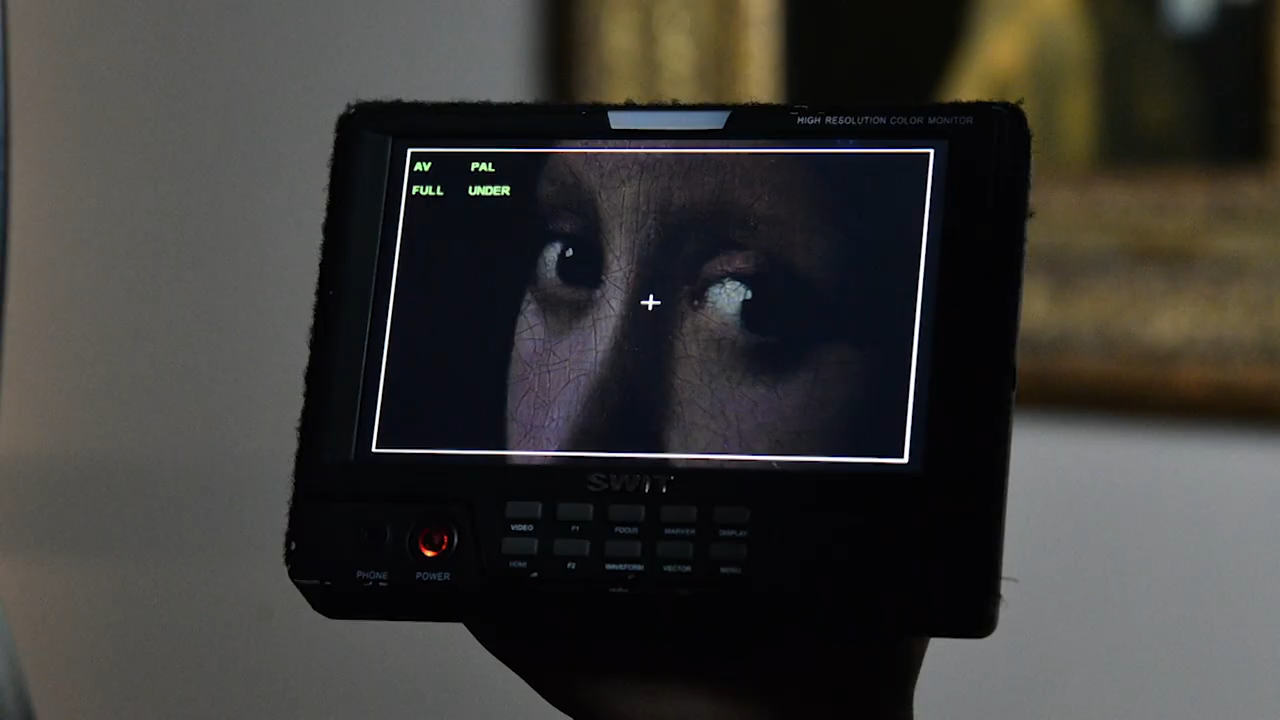 HIGH RESOLUTION COLOR MONITOR
AV PAL
FULL UNDER
SWIT
VIDEO F1 FOCUS MARKER DISPLAY
HDMI F2 WAVEFORM VECTOR MENU
PHONE POWER